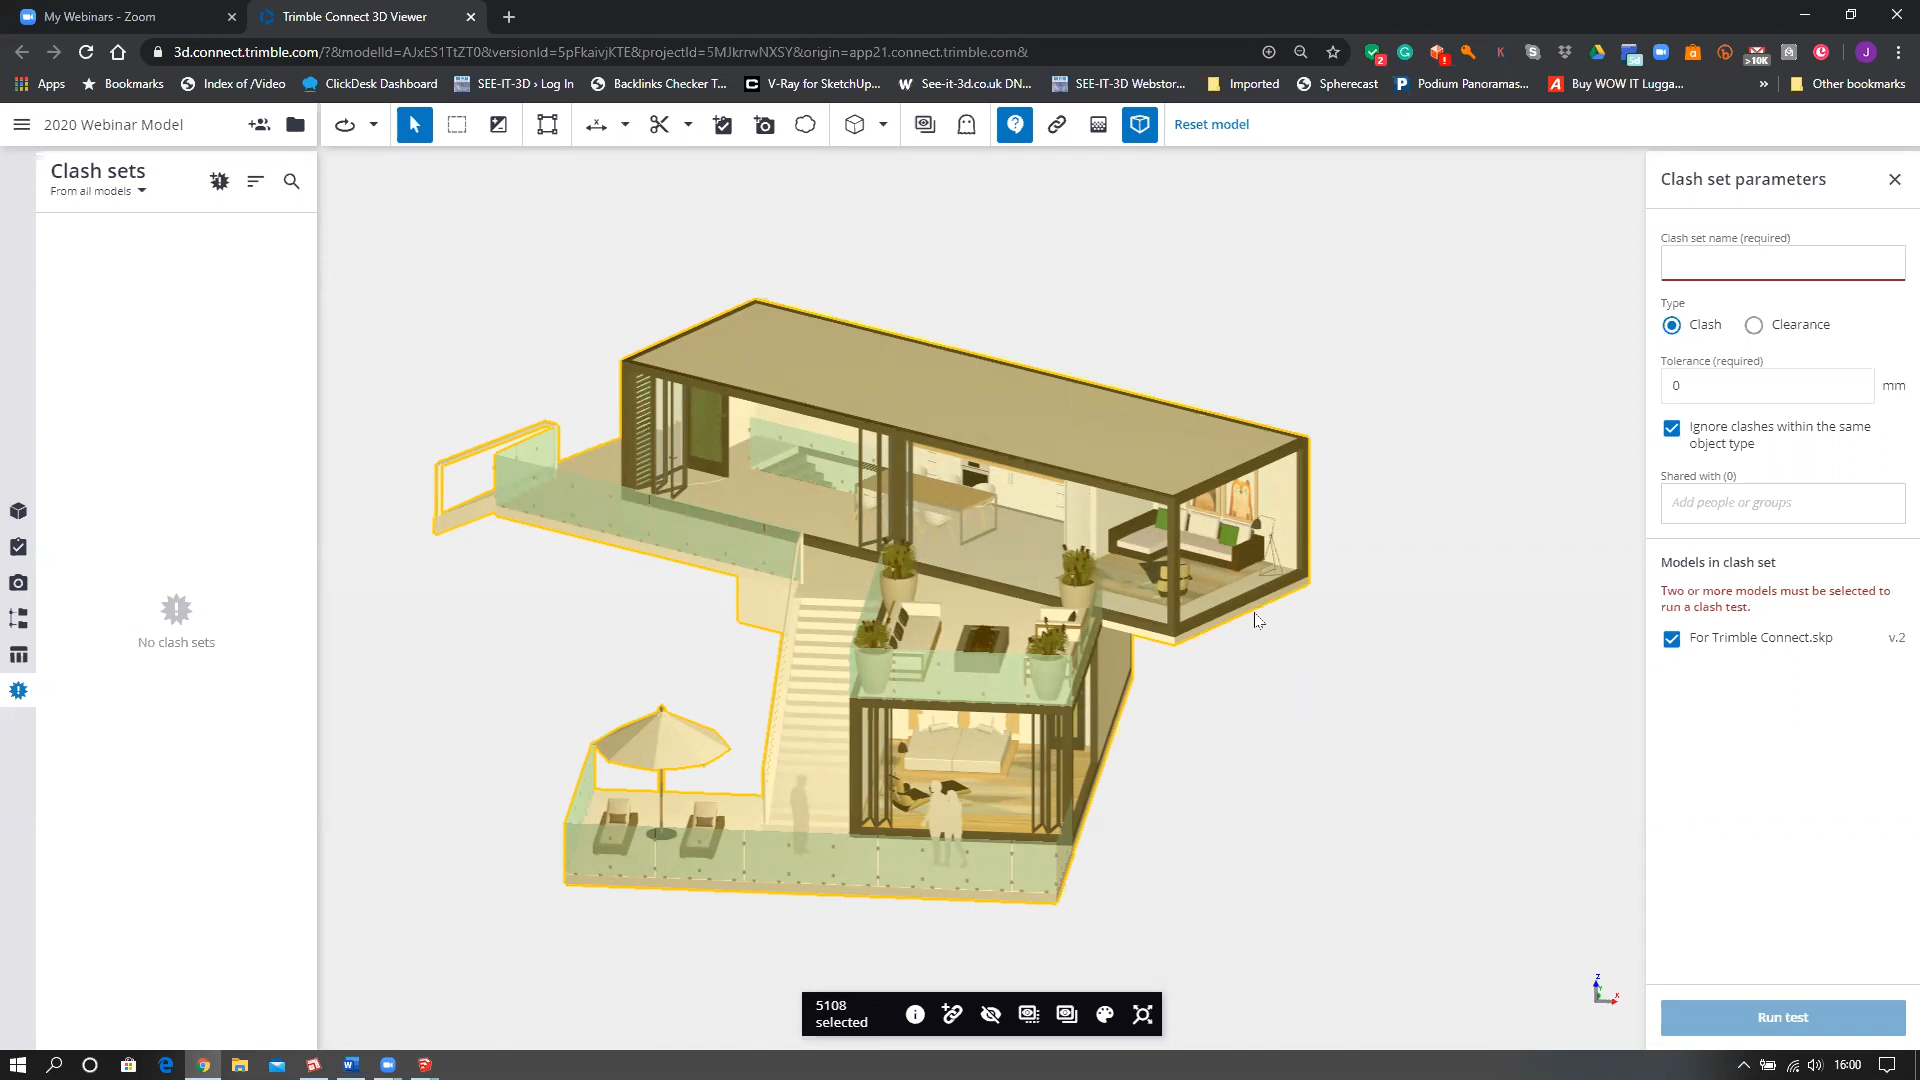 My Webinars - Zoom
Trimble Connect 3D Viewer
3d.connect.trimble.com/?&modelId=AJxES1TtZT0&versionId=5pFkaivjKTE&projectId=5MJkrrwNXSY&origin=app21.connect.trimble.com&
2
5d
>10K
J
Apps
Bookmarks
Index of /Video
ClickDesk Dashboard
SEE-IT-3D › Log In
Backlinks Checker T...
V-Ray for SketchUp...
See-it-3d.co.uk DN...
SEE-IT-3D Webstor...
Imported
Spherecast
Podium Panoramas...
Buy WOW IT Lugga...
»
Other bookmarks
2020 Webinar Model
Reset model
Clash sets
From all models
No clash sets
Clash set parameters
Clash set name (required)
Type
Clash
Clearance
Tolerance (required)
0
mm
Ignore clashes within the same
object type
Shared with (0)
Add people or groups
Models in clash set
Two or more models must be selected to
run a clash test.
For Trimble Connect.skp
v.2
z
x
5108
selected
Run test
16:00